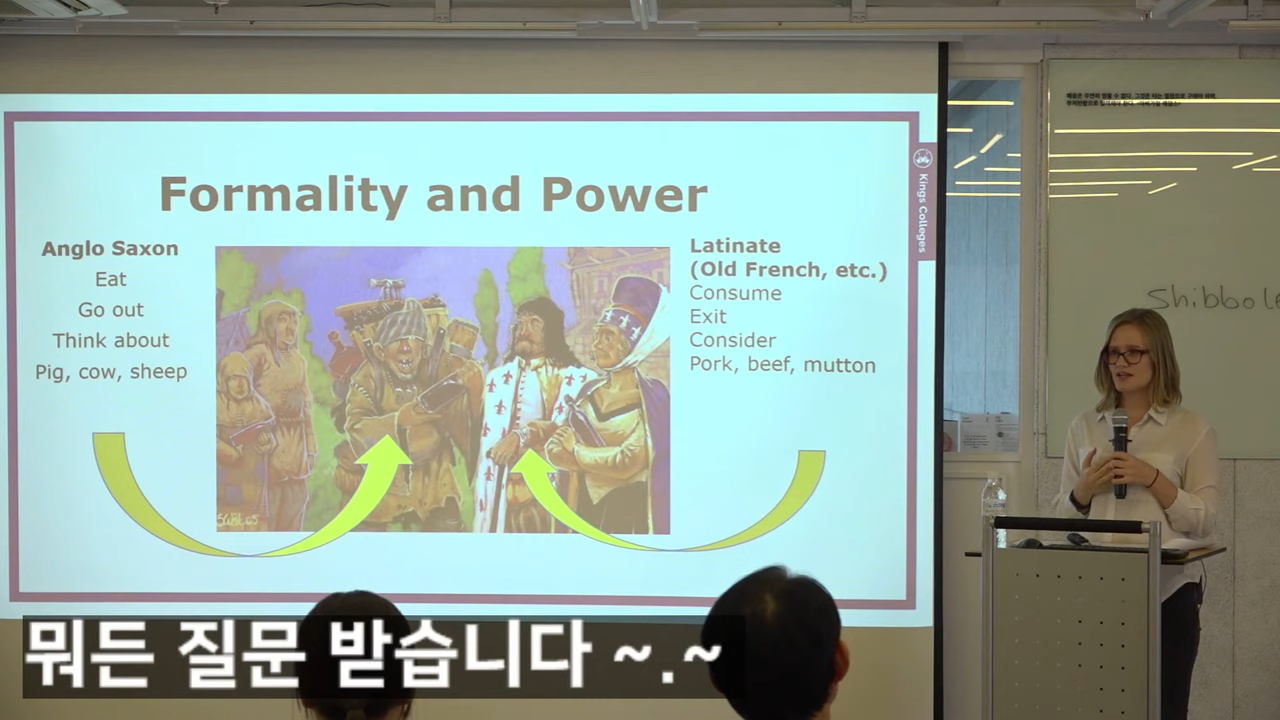 Formality and Power
Anglo Saxon
Eat
Go out
Think about
Pig, cow, sheep
Latinate
(Old French, etc.)
Consume
Exit
Consider
Pork, beef, mutton
Kings Colleges
Shibbole
뭐든 질문 받습니다 ~.~